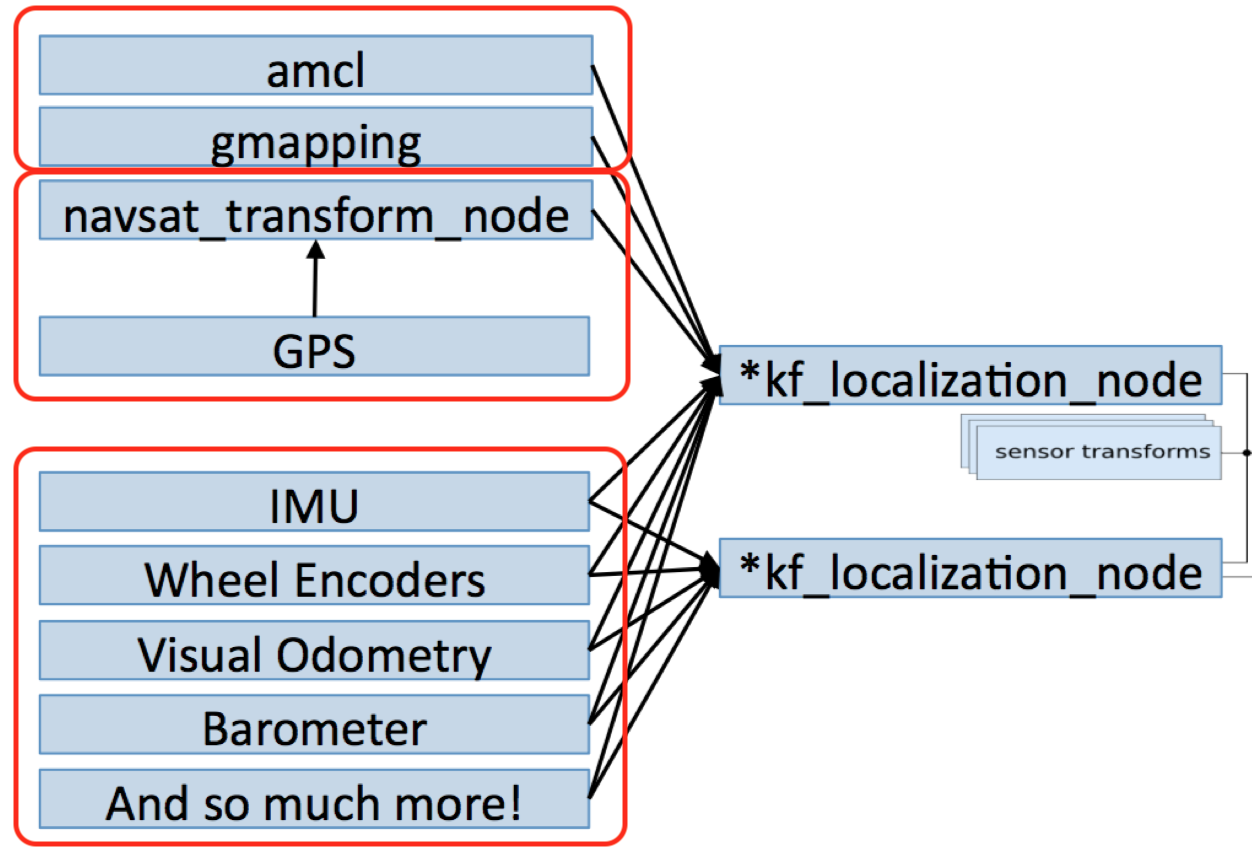 amcl
gmapping
navsat_transform_node
GPS
*kf_localization_node
sensor transforms
*kf_localization_node
IMU
Wheel Encoders
Visual Odometry
Barometer
And so much more!